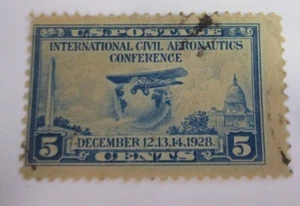 U.S. POSTAGE
INTERNATIONAL CIVIL AERONAUTICS
CONFERENCE
5 5
DECEMBER 12,13,14,1928.
CENTS